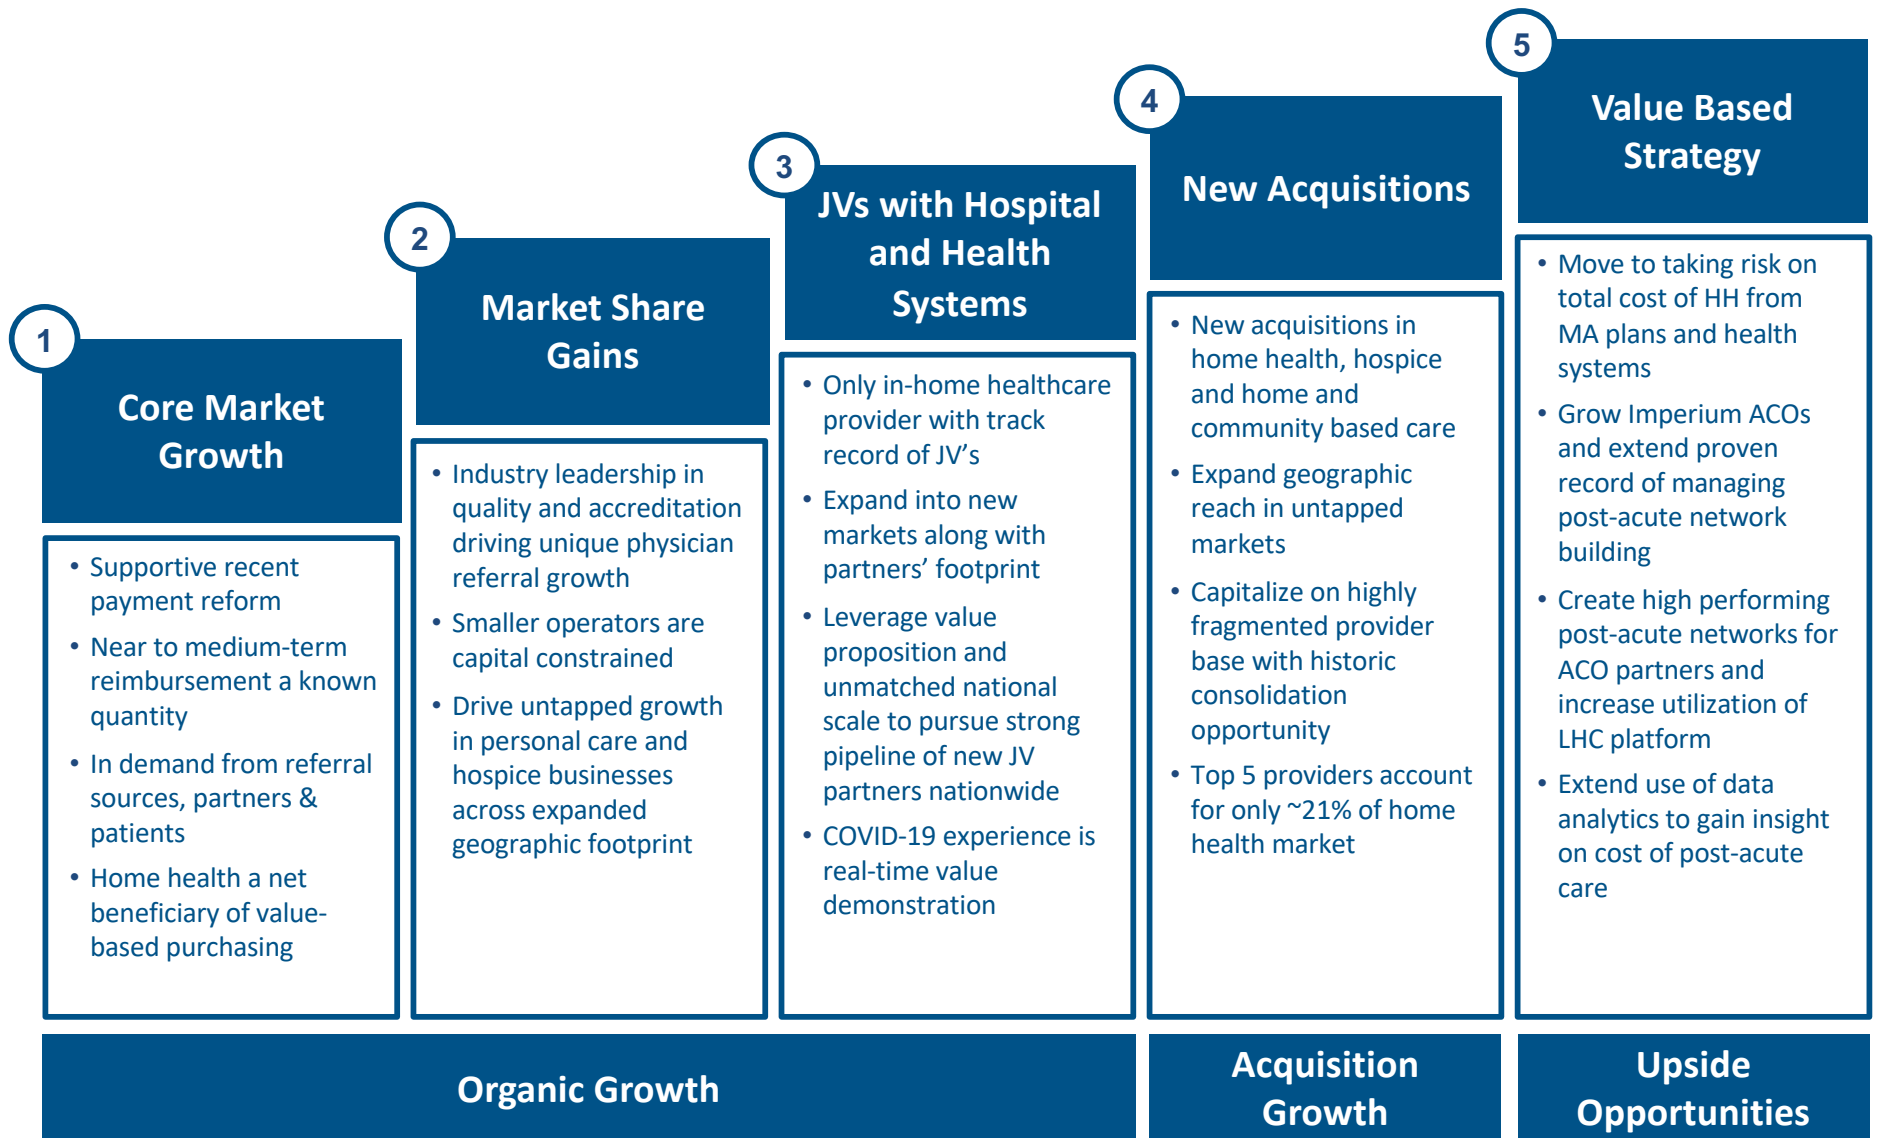 1
Core Market
Growth
• Supportive recent
payment reform
• Near to medium-term
reimbursement a known
quantity
• In demand from referral
sources, partners &
patients
• Home health a net
beneficiary of value-
based purchasing
2
Market Share
Gains
• Industry leadership in
quality and accreditation
driving unique physician
referral growth
• Smaller operators are
capital constrained
• Drive untapped growth
in personal care and
hospice businesses
across expanded
geographic footprint
3
JVs with Hospital
and Health
Systems
• Only in-home healthcare
provider with track
record of JV's
• Expand into new
markets along with
partners’ footprint
• Leverage value
proposition and
unmatched national
scale to pursue strong
pipeline of new JV
partners nationwide
• COVID-19 experience is
real-time value
demonstration
4
New Acquisitions
• New acquisitions in
home health, hospice
and home and
community based care
• Expand geographic
reach in untapped
markets
• Capitalize on highly
fragmented provider
base with historic
consolidation
opportunity
• Top 5 providers account
for only ~21% of home
health market
5
Value Based
Strategy
• Move to taking risk on
total cost of HH from
MA plans and health
systems
• Grow Imperium ACOs
and extend proven
record of managing
post-acute network
building
• Create high performing
post-acute networks for
ACO partners and
increase utilization of
LHC platform
• Extend use of data
analytics to gain insight
on cost of post-acute
care
Organic Growth
Acquisition
Growth
Upside
Opportunities